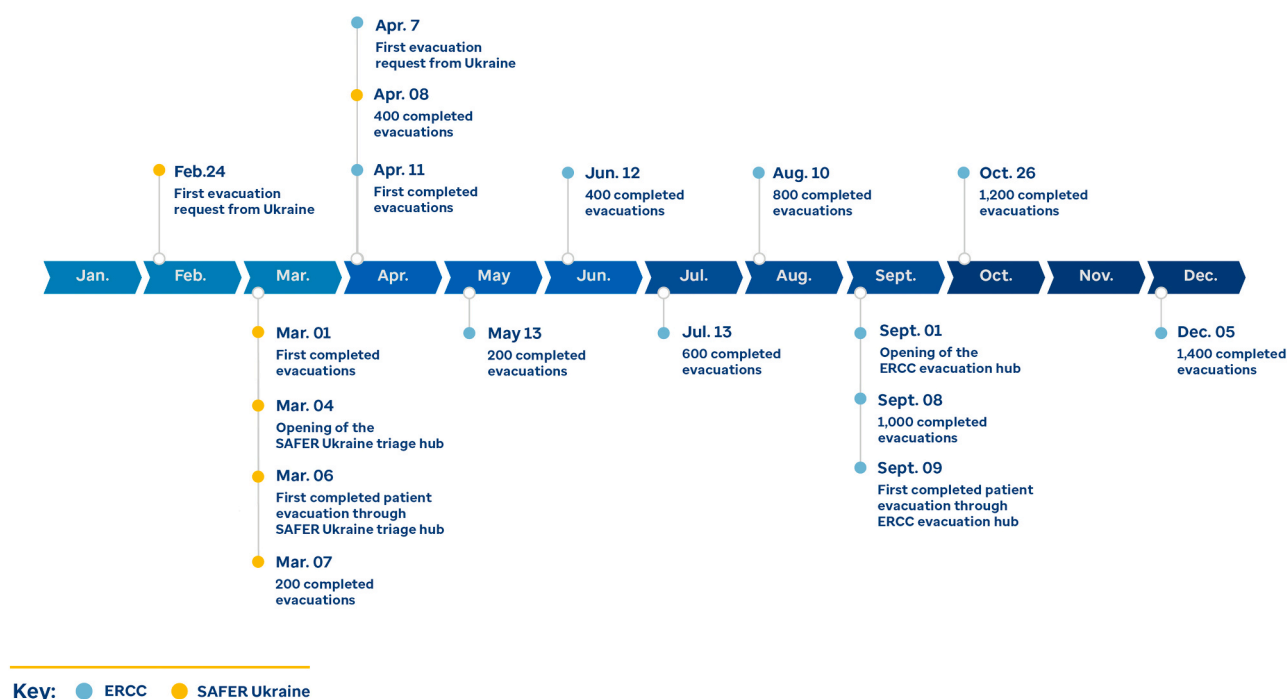 Apr. 7
First evacuation
request from Ukraine
Apr. 08
400 completed
evacuations
Feb.24
First evacuation
request from Ukraine
Apr. 11
First completed
evacuations
Jun. 12
400 completed
evacuations
Aug. 10
800 completed
evacuations
Oct. 26
1,200 completed
evacuations
Jan.
Feb.
Mar.
Apr.
May
Jun.
Jul.
Aug.
Sept.
Oct.
Nov.
Dec.
Mar. 01
First completed
evacuations
Mar. 04
Opening of the
SAFER Ukraine triage hub
Mar. 06
First completed patient
evacuation through
SAFER Ukraine triage hub
Mar. 07
200 completed
evacuations
May 13
200 completed
evacuations
Jul. 13
600 completed
evacuations
Sept. 01
Opening of the
ERCC evacuation hub
Sept. 08
1,000 completed
evacuations
Sept. 09
First completed patient
evacuation through
ERCC evacuation hub
Dec. 05
1,400 completed
evacuations
Key: ERCC SAFER Ukraine